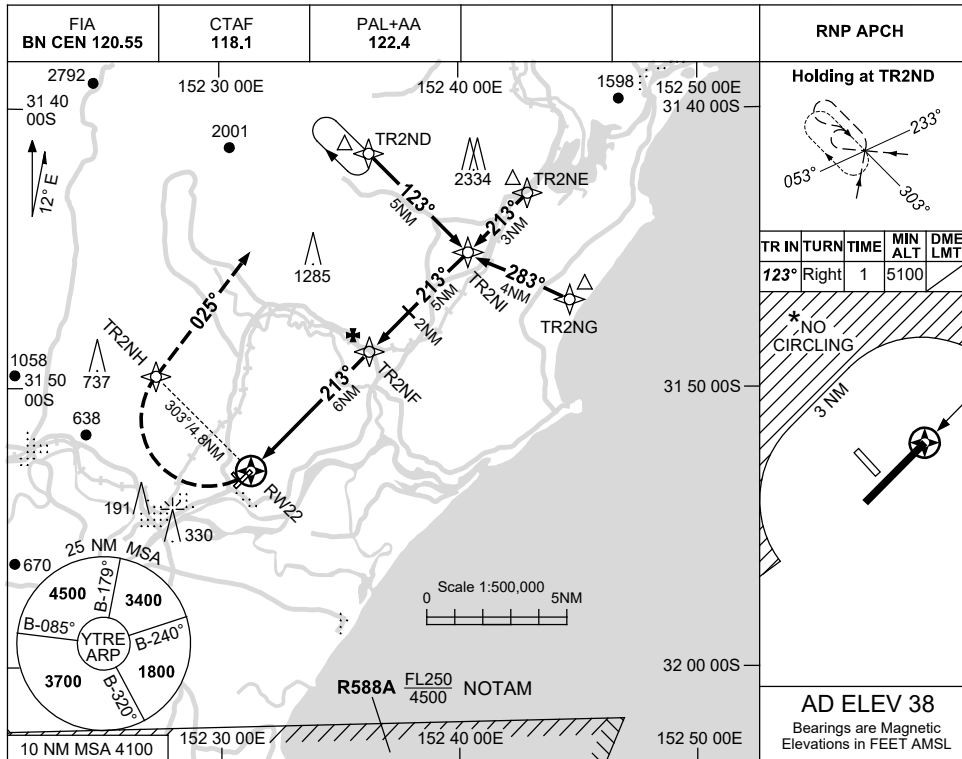 FIA
BN CEN 120.55
CTAF
118.1
PAL+AA
122.4
RNP APCH
2792
31 40
00S
152 30 00E
152 40 00E
1598
152 50 00E
31 40
00S
2001
12° E
TR2ND
2334
TR2NE
123°
5NM
213°
3NM
1285
TR2NI
283°
4NM
TR2NG
213°
5NM
2NM
025°
TR2NH
TR2NF
1058
31 50
00S
737
638
303°/4.8NM
213°
6NM
31 50
00S
RW22
191
330
670
25 NM MSA
4500
B-179°
3400
B-085°
YTRE
ARP
B-240°
3700
B-320°
1800
Scale 1:500,000
0
5NM
32 00 00S
R588A FL250
4500 NOTAM
10 NM MSA 4100
152 30 00E
152 40 00E
152 50 00E
Holding at TR2ND
233°
053°
303°
TR IN
TURN
TIME
MIN
ALT
DME
LMT
123°
Right
1
5100
*NO
CIRCLING
3 NM
AD ELEV 38
Bearings are Magnetic
Elevations in FEET AMSL